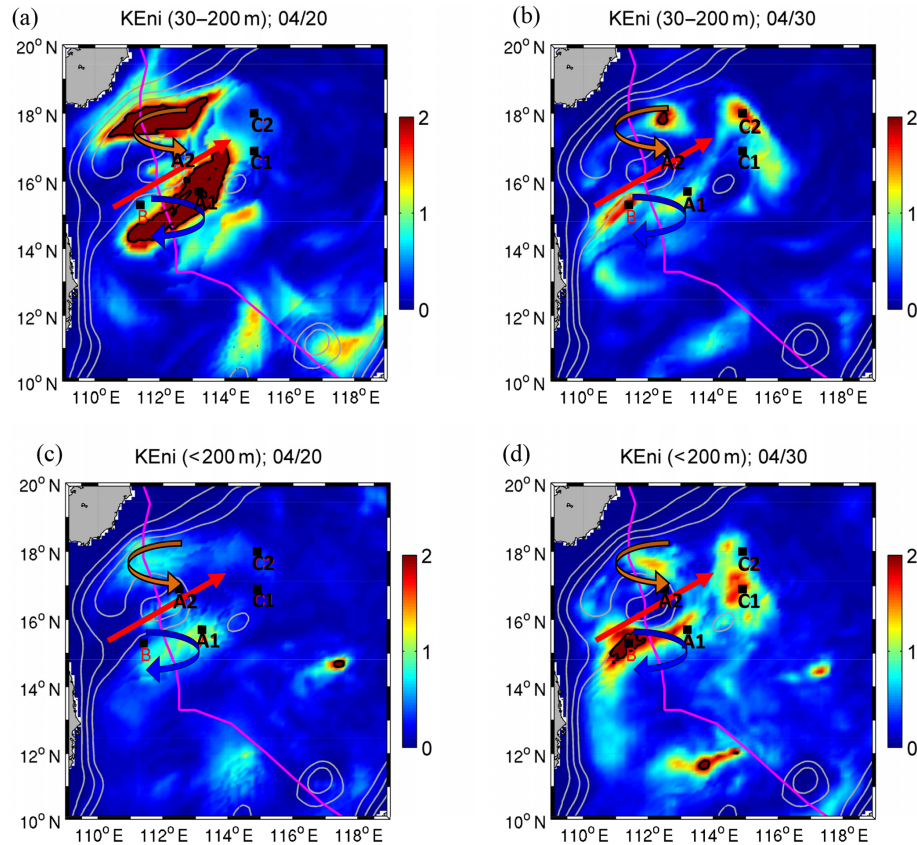 (a)
KEni (30–200 m); 04/20
20° N
18° N
16° N
14° N
12° N
10° N
110° E
112° E
114° E
116° E
118° E
C2
C1
A2
A1
B
2
1
0
(b)
KEni (30–200 m); 04/30
20° N
18° N
16° N
14° N
12° N
10° N
110° E
112° E
114° E
116° E
118° E
C2
C1
A2
A1
B
2
1
0
(c)
KEni (<200 m); 04/20
20° N
18° N
16° N
14° N
12° N
10° N
110° E
112° E
114° E
116° E
118° E
C2
C1
A2
A1
B
2
1
0
(d)
KEni (<200 m); 04/30
20° N
18° N
16° N
14° N
12° N
10° N
110° E
112° E
114° E
116° E
118° E
C2
C1
A2
A1
B
2
1
0